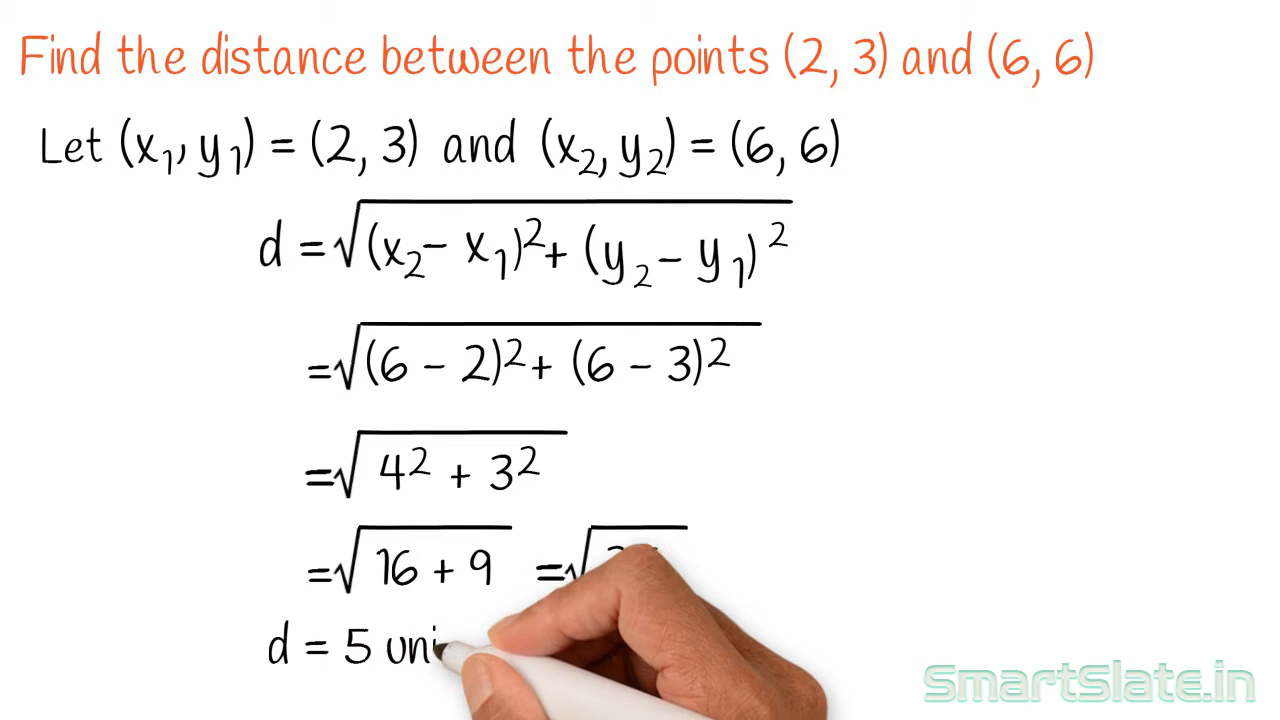 Find the distance between the points (2, 3) and (6, 6)
Let (x₁, y₁) = (2, 3) and (x₂, y₂) = (6, 6)
d = √(x₂ − x₁)² + (y₂ − y₁)²
= √(6 − 2)² + (6 − 3)²
= √4² + 3²
= √16 + 9 = √
d = 5
SmartSlate.in